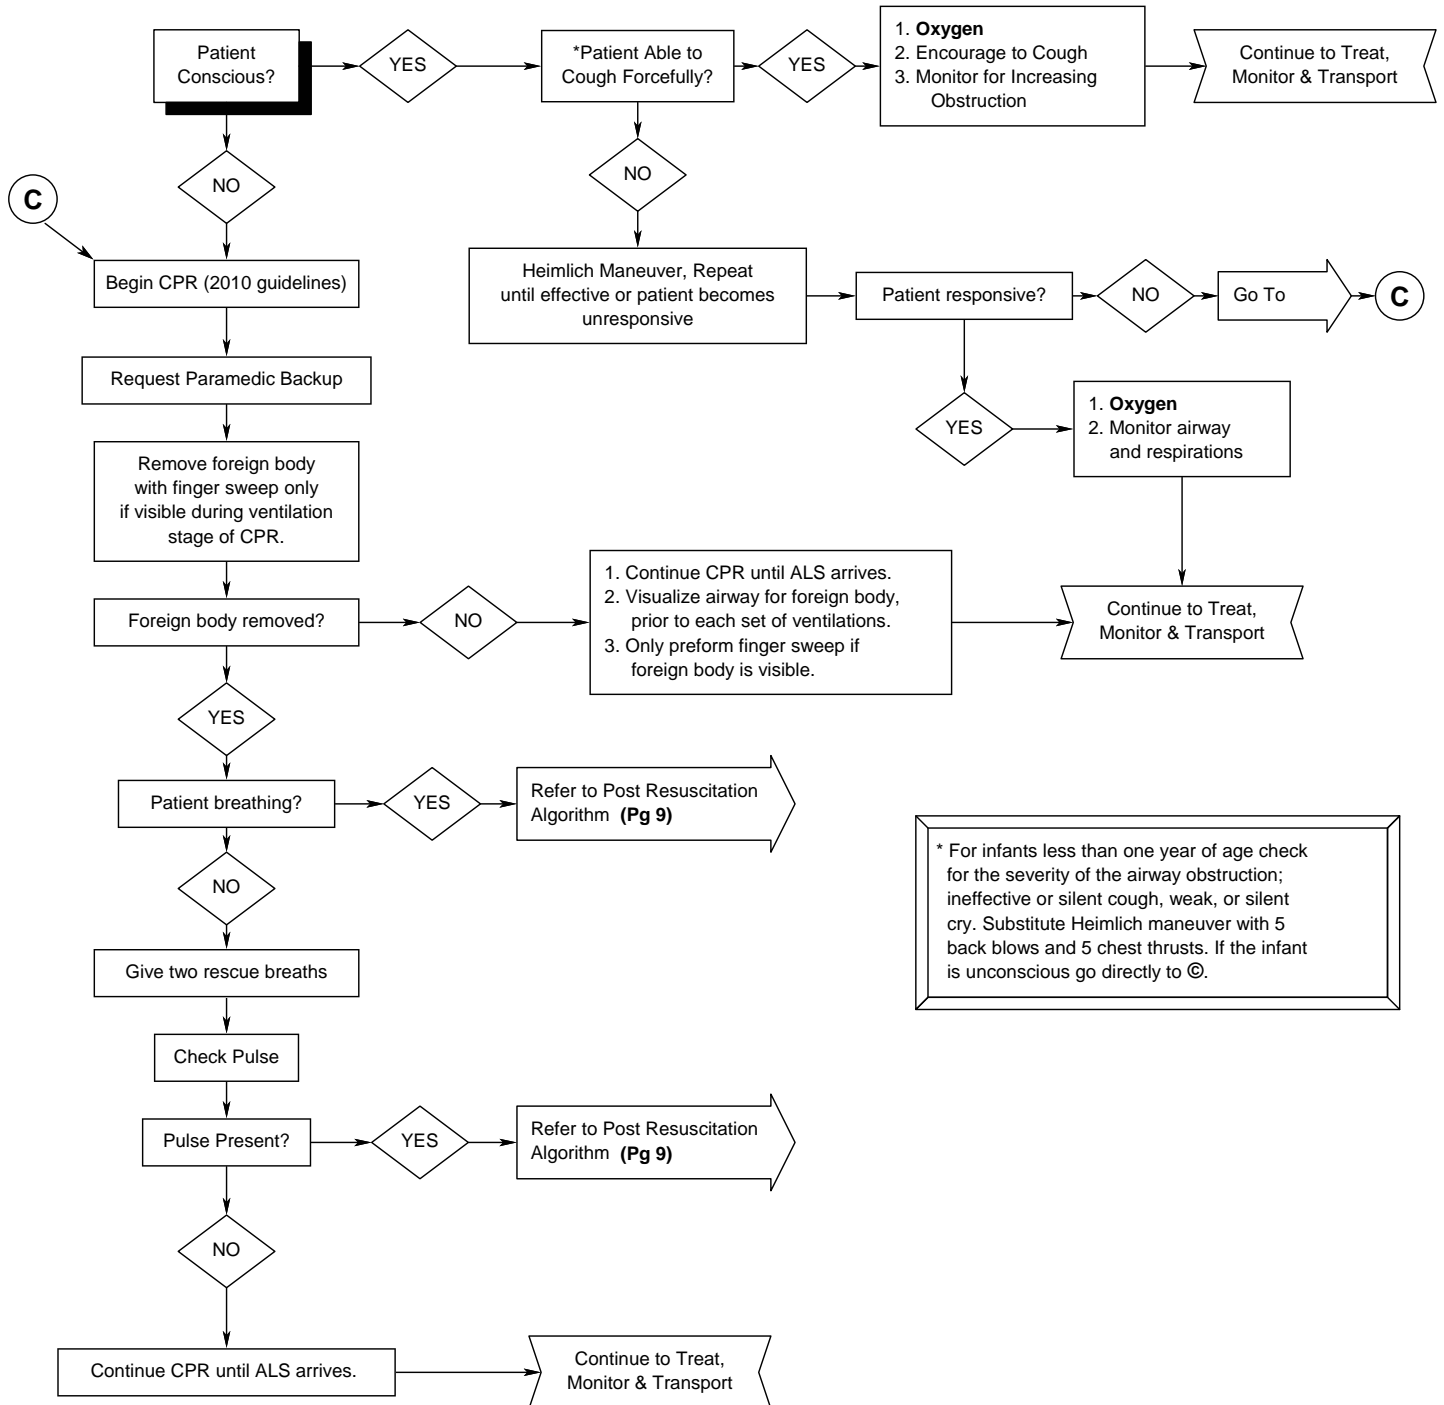 Patient
Conscious?
YES
*Patient Able to
Cough Forcefully?
YES
1. Oxygen
2. Encourage to Cough
3. Monitor for Increasing
Obstruction
Continue to Treat,
Monitor & Transport
NO
NO
C
Begin CPR (2010 guidelines)
Heimlich Maneuver, Repeat
until effective or patient becomes
unresponsive
Patient responsive?
NO
Go To
C
Request Paramedic Backup
YES
1. Oxygen
2. Monitor airway
and respirations
Remove foreign body
with finger sweep only
if visible during ventilation
stage of CPR.
Foreign body removed?
NO
1. Continue CPR until ALS arrives.
2. Visualize airway for foreign body,
prior to each set of ventilations.
3. Only preform finger sweep if
foreign body is visible.
Continue to Treat,
Monitor & Transport
YES
Patient breathing?
YES
Refer to Post Resuscitation
Algorithm (Pg 9)
* For infants less than one year of age check
for the severity of the airway obstruction;
ineffective or silent cough, weak, or silent
cry. Substitute Heimlich maneuver with 5
back blows and 5 chest thrusts. If the infant
is unconscious go directly to ©.
NO
Give two rescue breaths
Check Pulse
Pulse Present?
YES
Refer to Post Resuscitation
Algorithm (Pg 9)
NO
Continue CPR until ALS arrives.
Continue to Treat,
Monitor & Transport